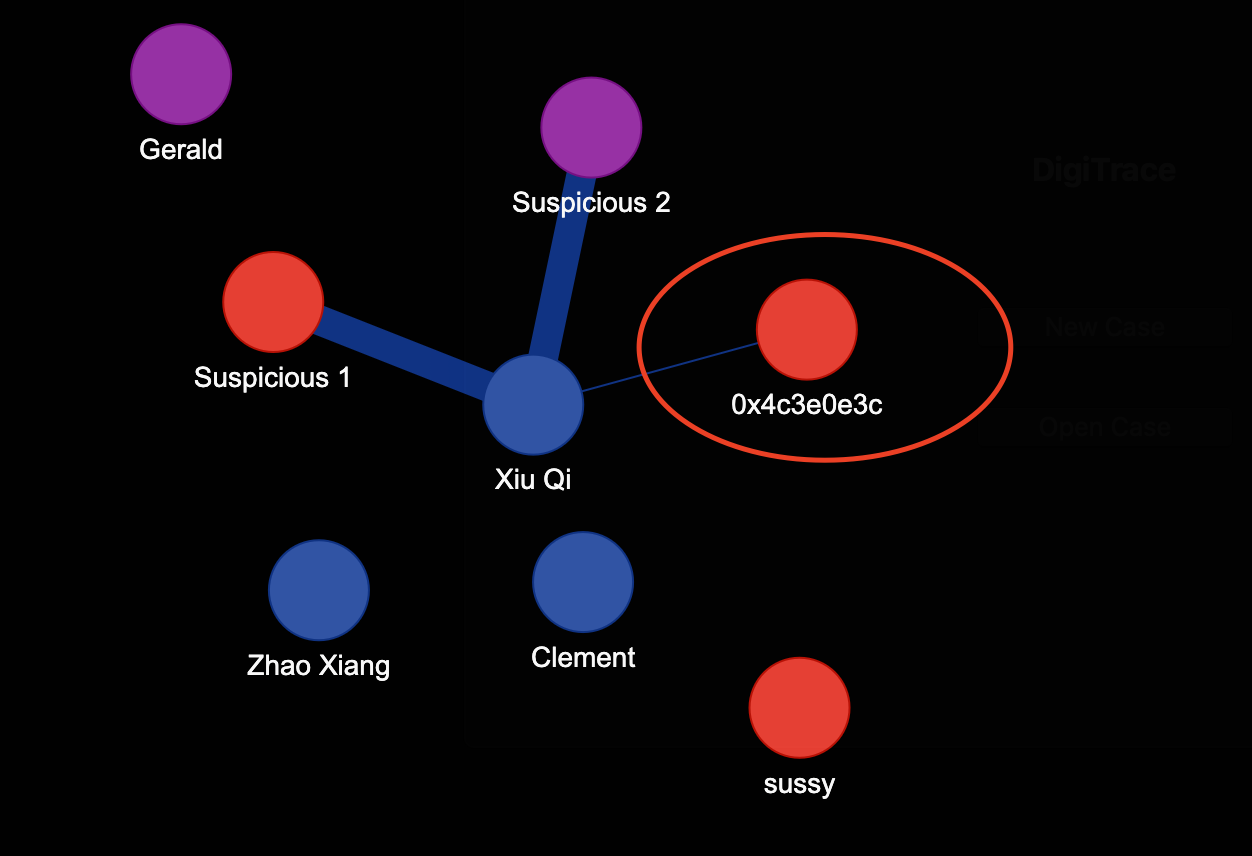 Gerald
Suspicious 2
DigiTrace
New Case
Suspicious 1
0x4c3e0e3c
Open Case
Xiu Qi
Zhao Xiang
Clement
sussy